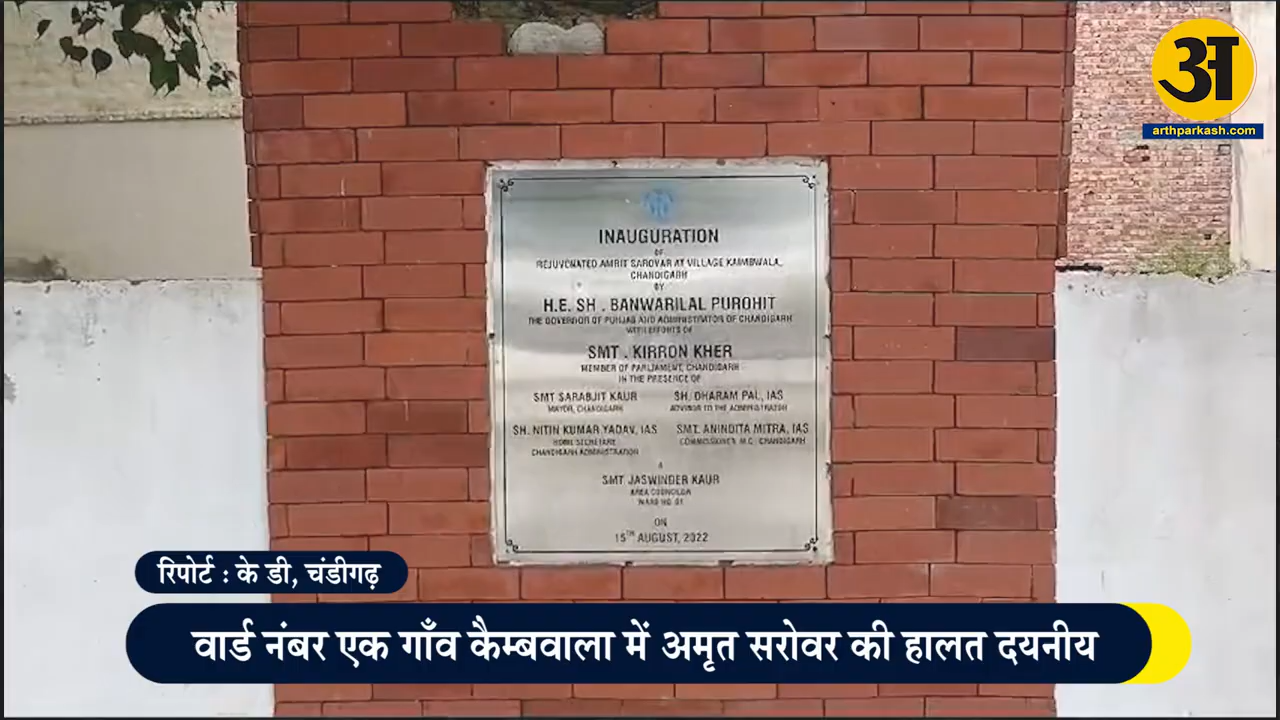 अ
arthparkash.com
INAUGURATION
OF
REJUVENATED AMRIT SAROVAR AT VILLAGE KAIMBWALA,
CHANDIGARH
BY
H.E. SH . BANWARILAL PUROHIT
THE GOVERNOR OF PUNJAB AND ADMINISTRATOR OF CHANDIGARH
WITH EFFORTS OF
SMT . KIRRON KHER
MEMBER OF PARLIAMENT, CHANDIGARH
IN THE PRESENCE OF
SMT SARABJIT KAUR SH. DHARAM PAL, IAS
MAYOR, CHANDIGARH ADVISOR TO THE ADMINISTRATOR
SH. NITIN KUMAR YADAV, IAS SMT. ANINDITA MITRA, IAS
HOME SECRETARY COMMISSIONER M.C. CHANDIGARH
CHANDIGARH ADMINISTRATION
&
SMT JASWINDER KAUR
AREA COUNCILOR
WARD NO. 01
ON
15TH AUGUST, 2022
रिपोर्ट : के डी, चंडीगढ़
वार्ड नंबर एक गाँव कैम्बवाला में अमृत सरोवर की हालत दयनीय